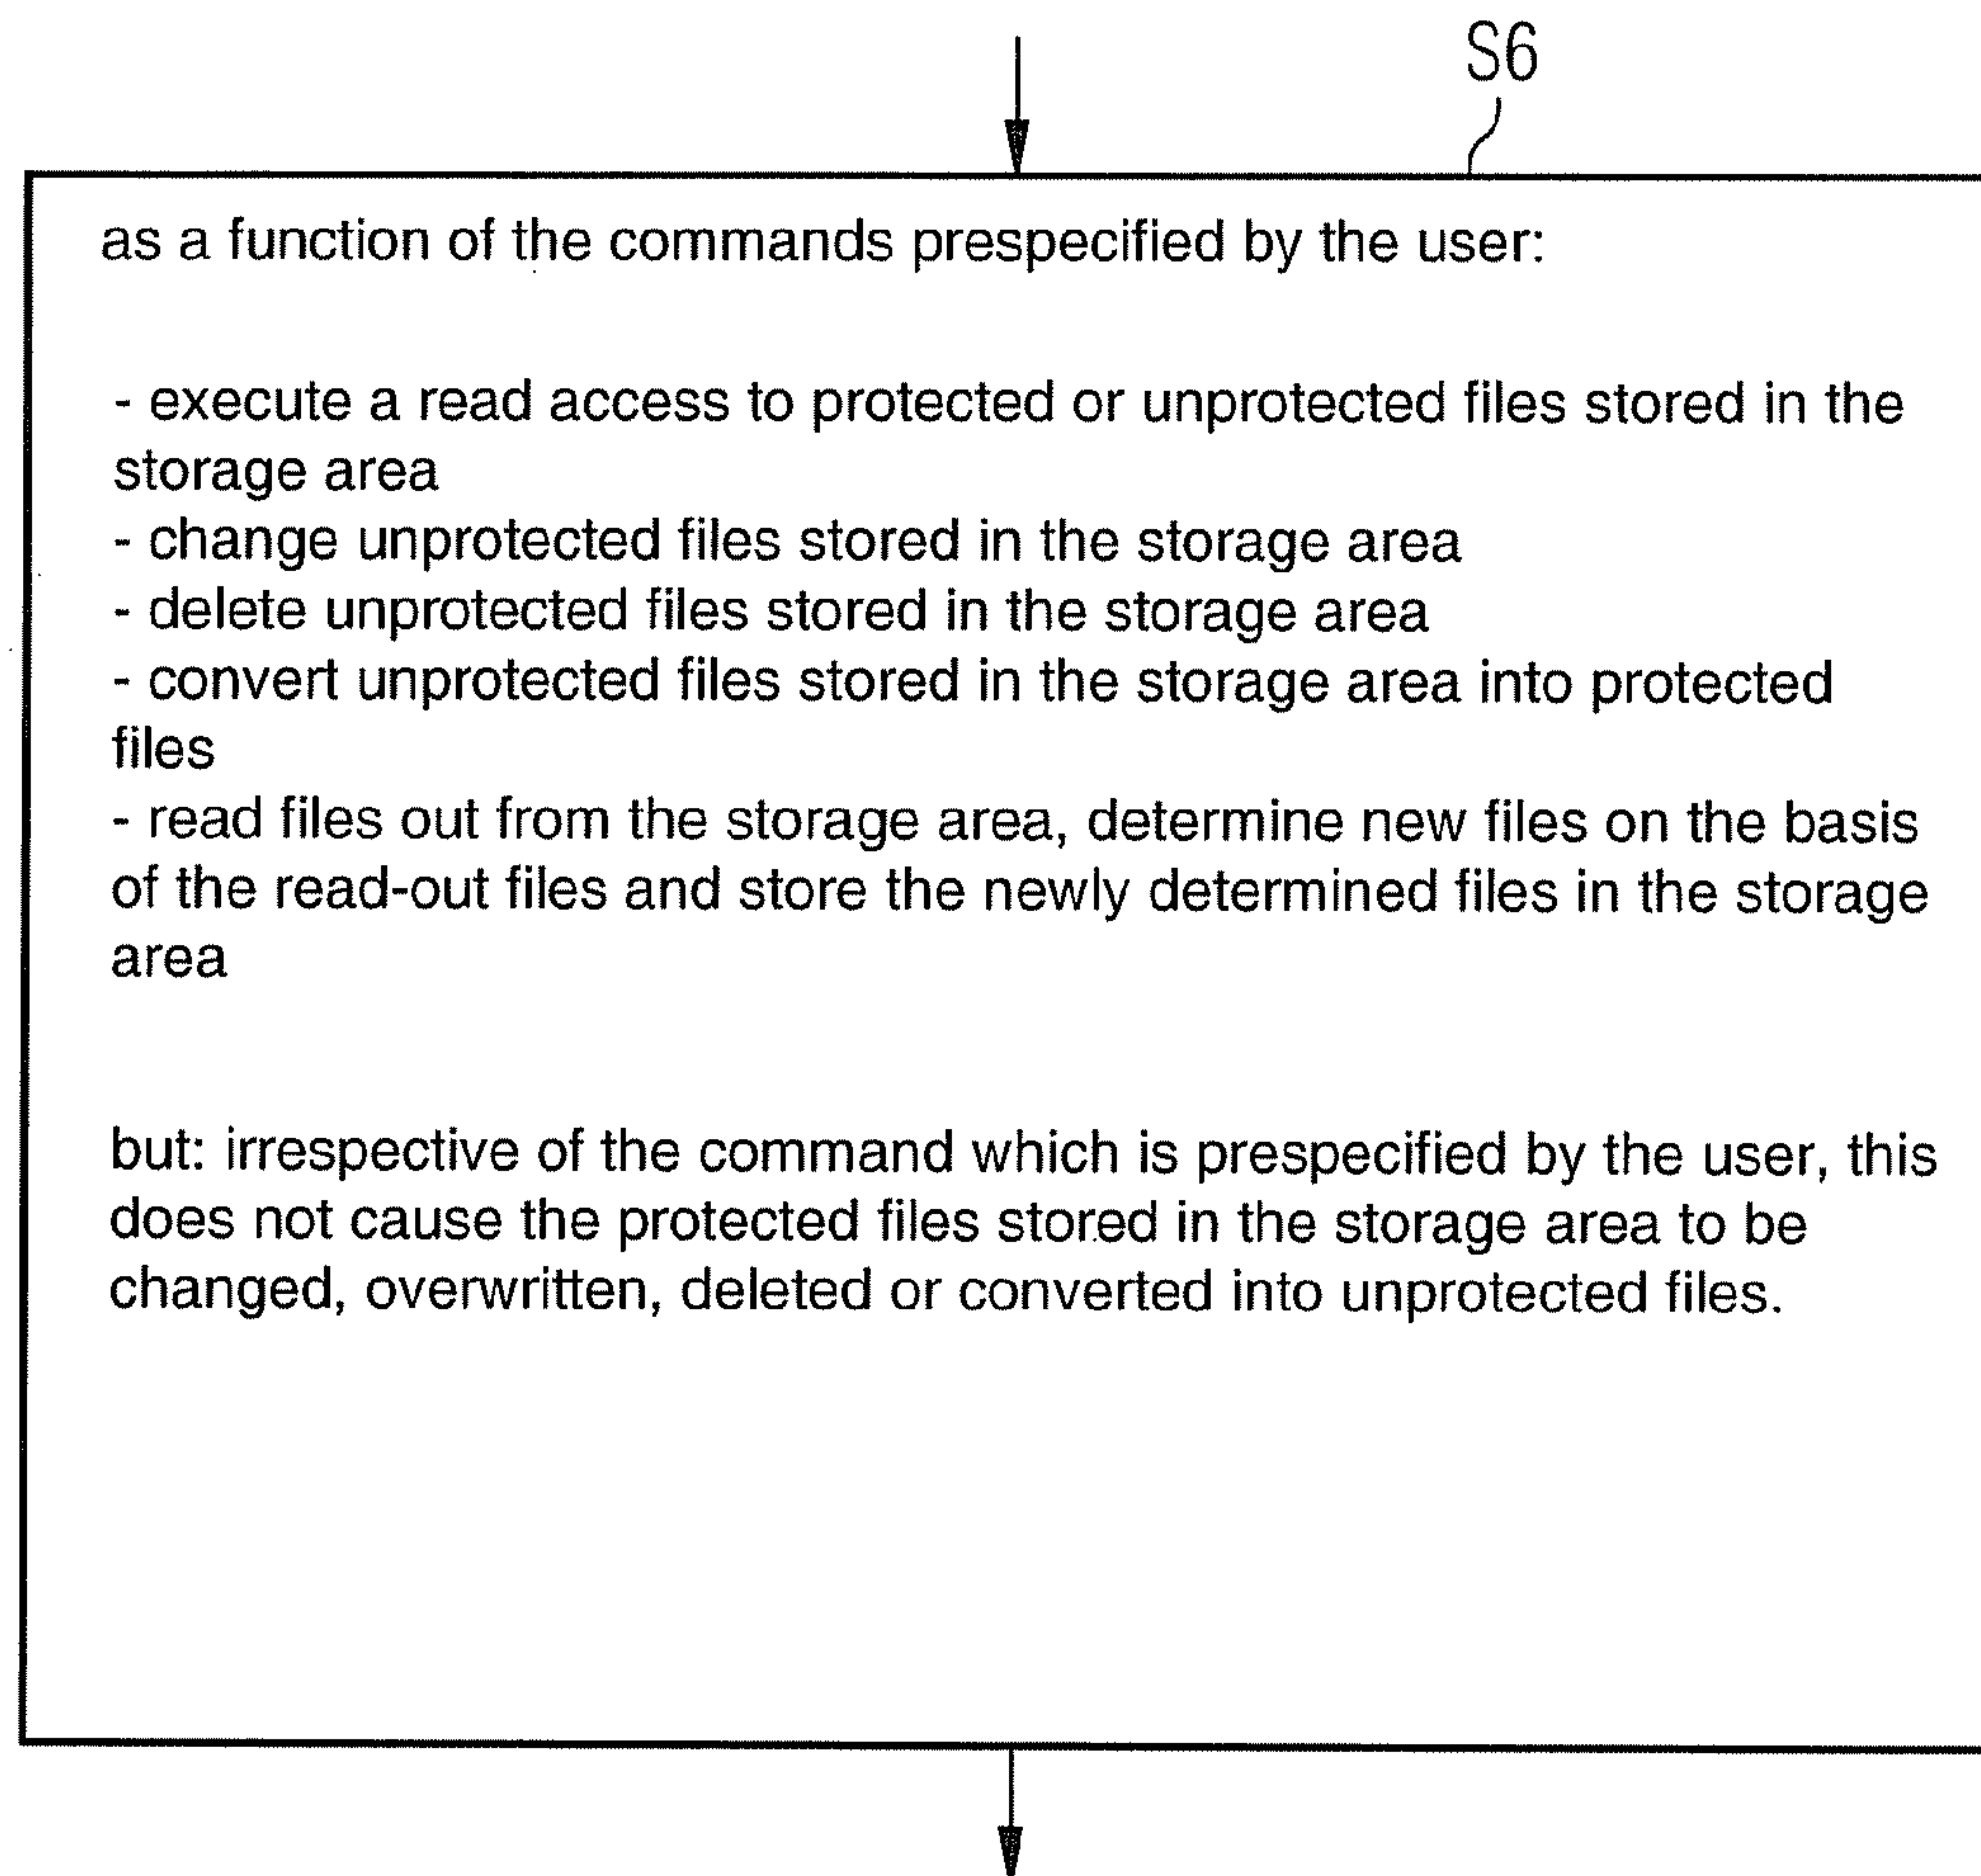 S6
as a function of the commands prespecified by the user:
- execute a read access to protected or unprotected files stored in the
storage area
- change unprotected files stored in the storage area
- delete unprotected files stored in the storage area
- convert unprotected files stored in the storage area into protected
files
- read files out from the storage area, determine new files on the basis
of the read-out files and store the newly determined files in the storage
area
but: irrespective of the command which is prespecified by the user, this
does not cause the protected files stored in the storage area to be
changed, overwritten, deleted or converted into unprotected files.